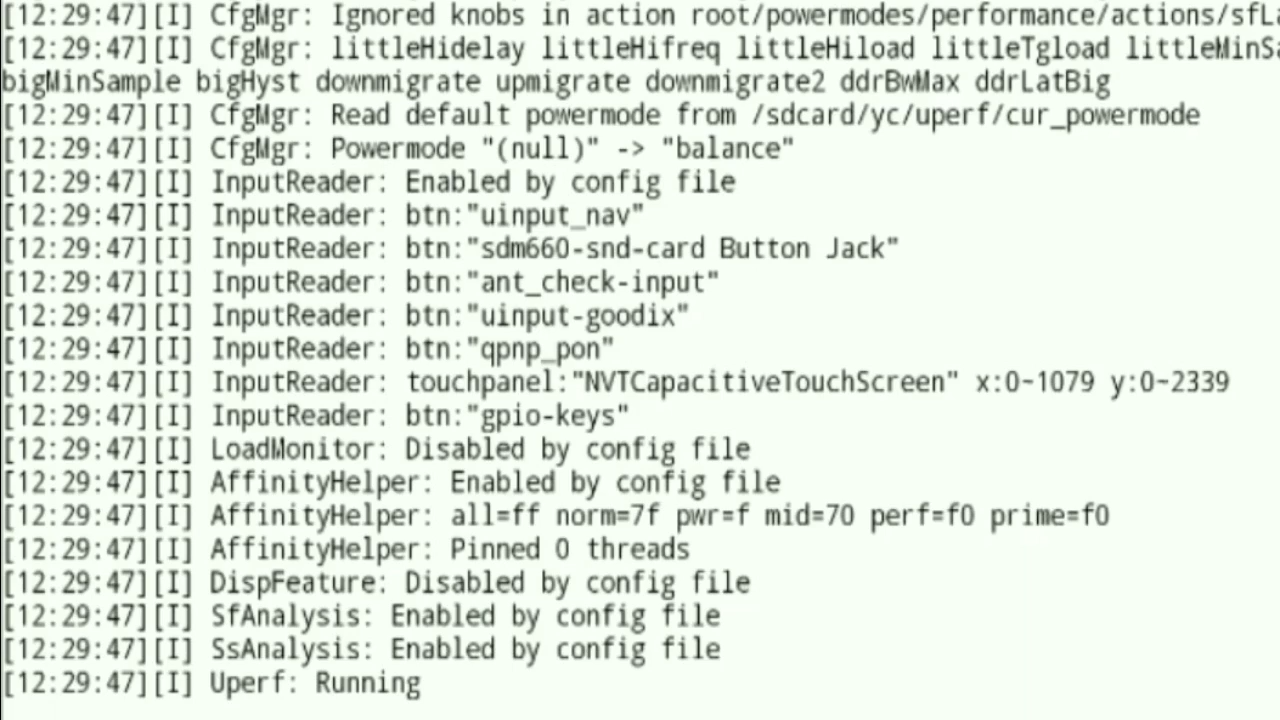 [12:29:47][I] CfgMgr: Ignored knobs in action root/powermodes/performance/actions/
[12:29:47][I] CfgMgr: littleHidelay littleHifreq littleHiload littleTgload
bigMinSample bigHyst downmigrate upmigrate downmigrate2 ddrBwMax ddrLatBig
[12:29:47][I] CfgMgr: Read default powermode from /sdcard/yc/uperf/cur_powermode
[12:29:47][I] CfgMgr: Powermode "(null)" -> "balance"
[12:29:47][I] InputReader: Enabled by config file
[12:29:47][I] InputReader: btn:"uinput_nav"
[12:29:47][I] InputReader: btn:"sdm660-snd-card Button Jack"
[12:29:47][I] InputReader: btn:"ant_check-input"
[12:29:47][I] InputReader: btn:"uinput-goodix"
[12:29:47][I] InputReader: btn:"qpnp_pon"
[12:29:47][I] InputReader: touchpanel:"NVTCapacitiveTouchScreen" x:0~1079 y:0~2339
[12:29:47][I] InputReader: btn:"gpio-keys"
[12:29:47][I] LoadMonitor: Disabled by config file
[12:29:47][I] AffinityHelper: Enabled by config file
[12:29:47][I] AffinityHelper: all=ff norm=7f pwr=f mid=70 perf=f0 prime=f0
[12:29:47][I] AffinityHelper: Pinned 0 threads
[12:29:47][I] DispFeature: Disabled by config file
[12:29:47][I] SfAnalysis: Enabled by config file
[12:29:47][I] SsAnalysis: Enabled by config file
[12:29:47][I] Uperf: Running